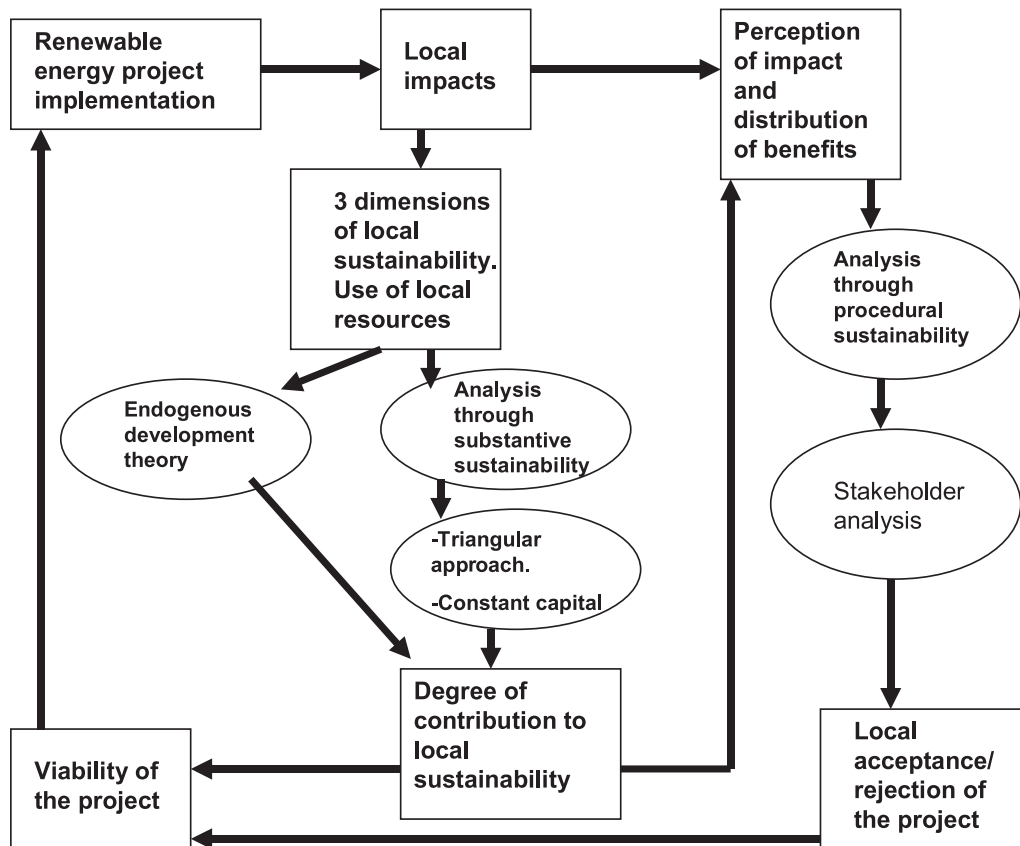 Renewable
energy project
implementation
Local
impacts
Perception
of impact
and
distribution
of benefits
3 dimensions
of local
sustainability.
Use of local
resources
Analysis
through
procedural
sustainability
Endogenous
development
theory
Analysis
through
substantive
sustainability
Stakeholder
analysis
-Triangular
approach.
-Constant capital
Degree of
contribution to
local
sustainability
Viability of
the project
Local
acceptance/
rejection of
the project